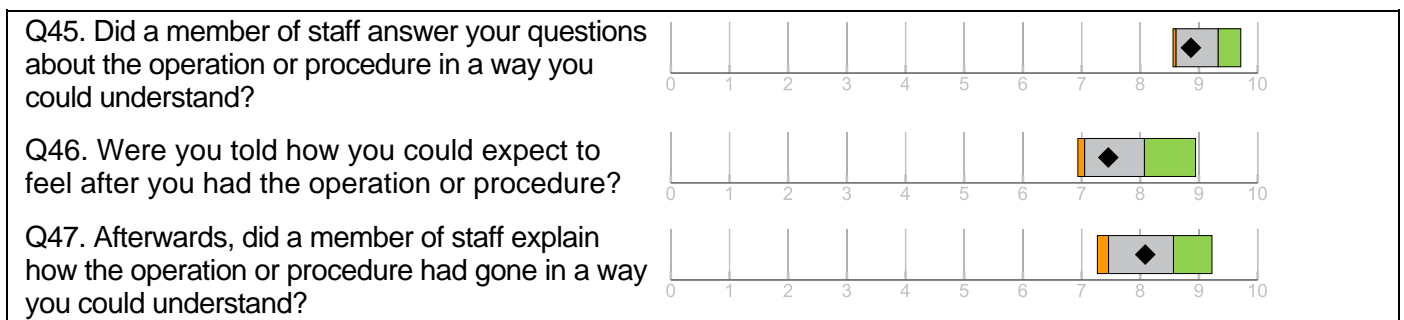 Q45. Did a member of staff answer your questions
about the operation or procedure in a way you
could understand?
0 1 2 3 4 5 6 7 8 9 10
Q46. Were you told how you could expect to
feel after you had the operation or procedure?
0 1 2 3 4 5 6 7 8 9 10
Q47. Afterwards, did a member of staff explain
how the operation or procedure had gone in a way
you could understand?
0 1 2 3 4 5 6 7 8 9 10